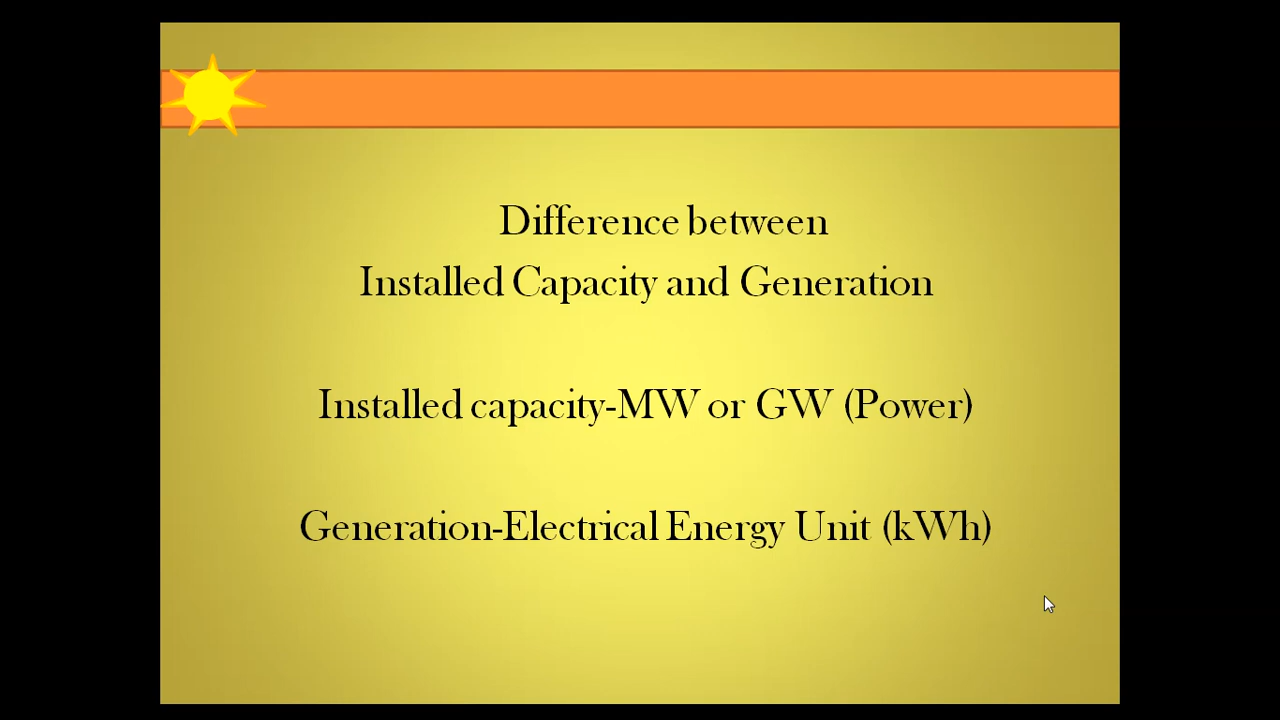 Difference between
Installed Capacity and Generation
Installed capacity-MW or GW (Power)
Generation-Electrical Energy Unit (kWh)